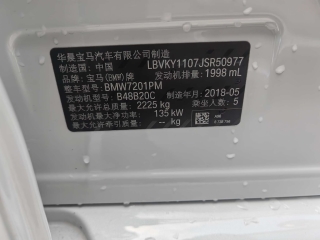 华晨宝马汽车有限公司制造
制造国：中国 LBVKY1107JSR50977
品牌：宝马(BMW)牌 发动机排量：1998 mL
整车型号：BMW7201PM
发动机型号：B48B20C 制造年月：2018-05
最大允许总质量：2225 kg 乘坐人数：5
发动机最大净功率：135 kW
最大允许牵引质量：-- kg